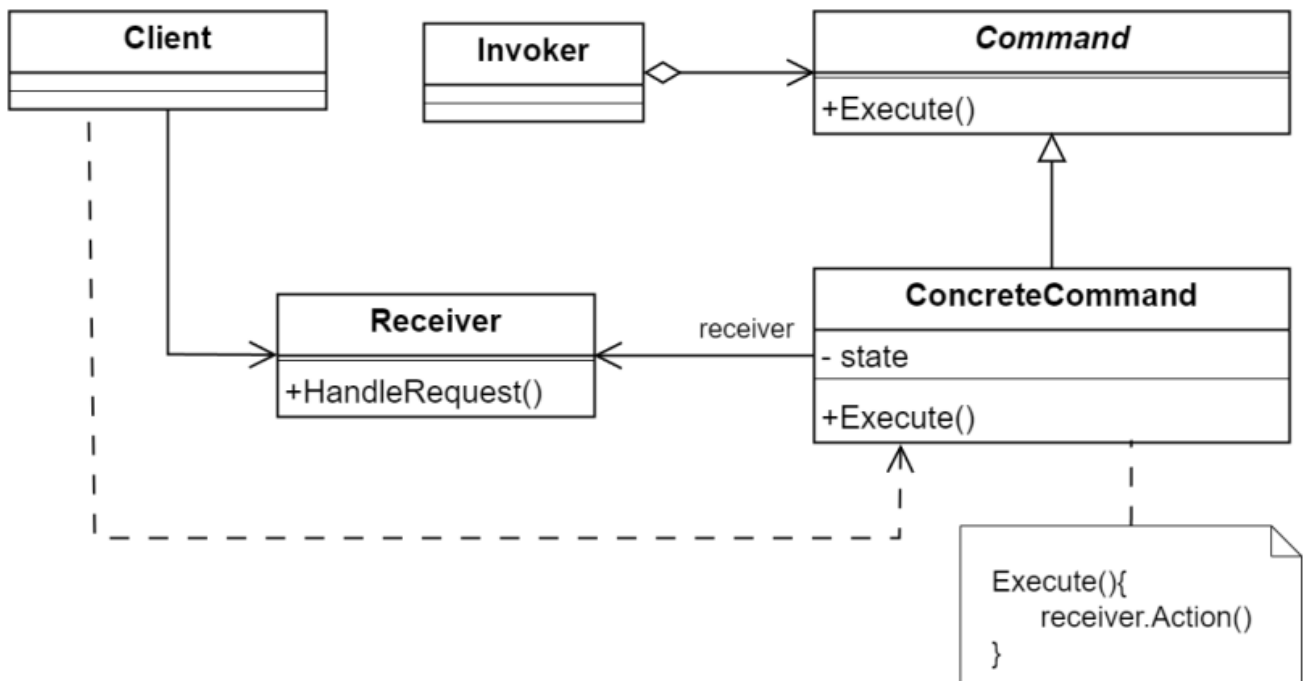 Client
Invoker
Command
+Execute()
Receiver
+HandleRequest()
receiver
ConcreteCommand
- state
+Execute()
Execute(){
receiver.Action()
}